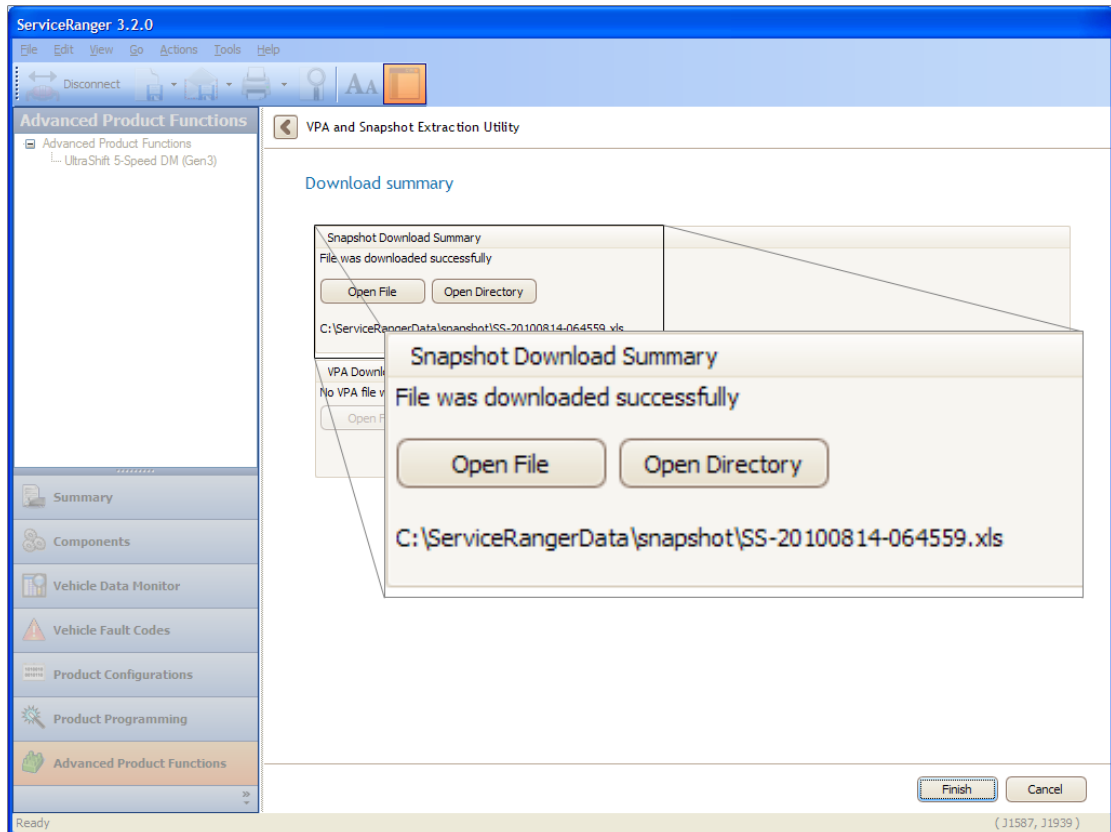 ServiceRanger 3.2.0
File Edit View Go Actions Tools Help
Disconnect AA
Advanced Product Functions
Advanced Product Functions
UltraShift 5-Speed DM (Gen3)
VPA and Snapshot Extraction Utility
Download summary
Snapshot Download Summary
File was downloaded successfully
Open File Open Directory
C:\ServiceRangerData\snapshot\SS-20100814-064559.xls
VPA
No VPA file
Open
Snapshot Download Summary
File was downloaded successfully
Open File Open Directory
C:\ServiceRangerData\snapshot\SS-20100814-064559.xls
Summary
Components
Vehicle Data Monitor
Vehicle Fault Codes
Product Configurations
Product Programming
Advanced Product Functions
Finish Cancel
Ready (J1587, J1939)